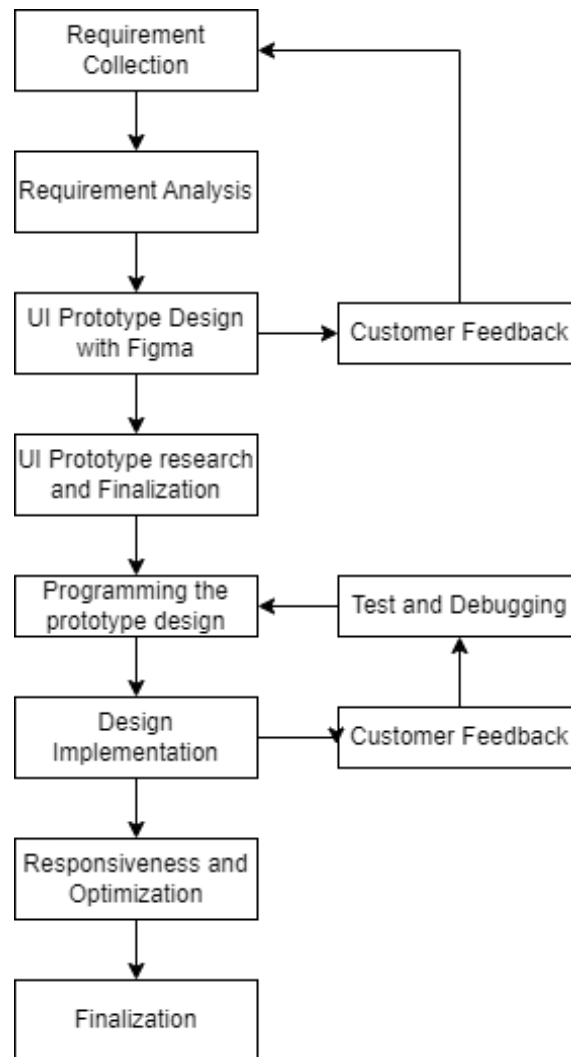 Requirement
Collection
Requirement Analysis
UI Prototype Design
with Figma
Customer Feedback
UI Prototype research
and Finalization
Programming the
prototype design
Test and Debugging
Design
Implementation
Customer Feedback
Responsiveness and
Optimization
Finalization